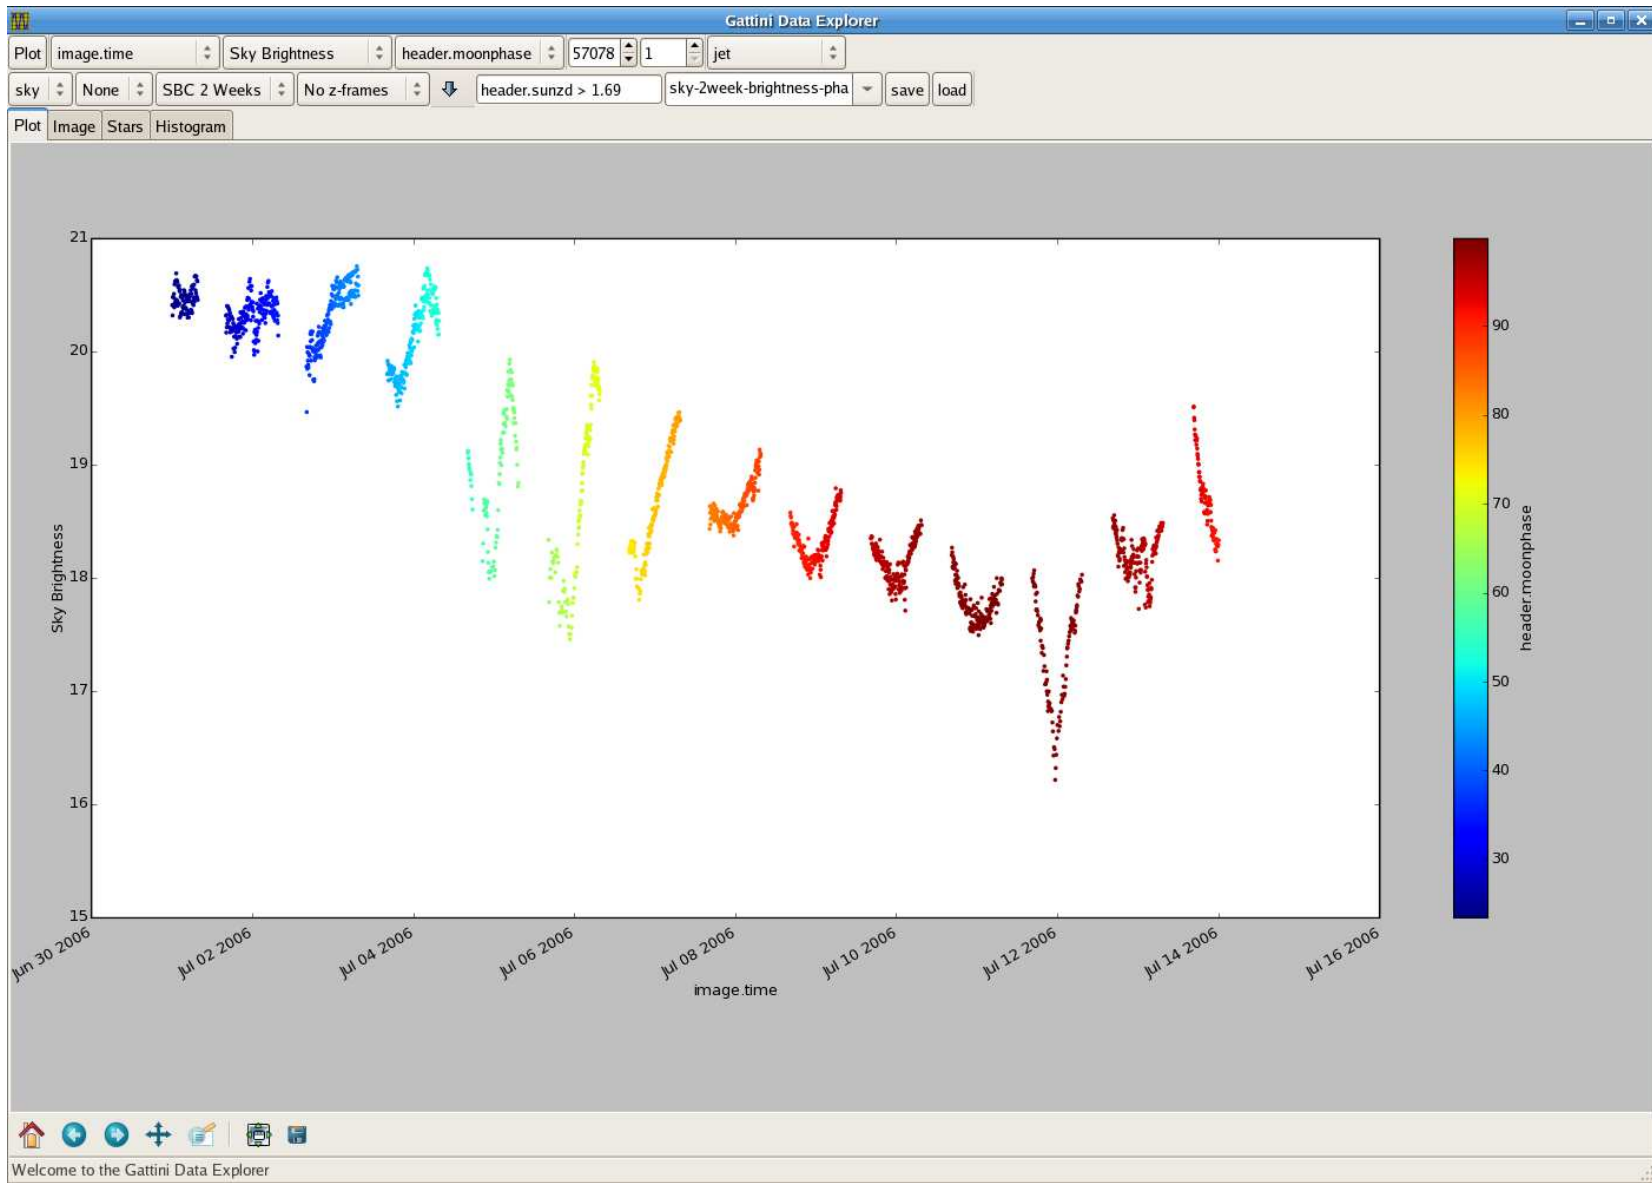 Gattini Data Explorer
Plot image.time Sky Brightness header.moonphase 57078 1 jet
sky None SBC 2 Weeks No z-frames header.sunzd > 1.69 sky-2week-brightness-pha save load
Plot Image Stars Histogram
21
20
19
18
17
16
15
Sky Brightness
Jun 30 2006 Jul 02 2006 Jul 04 2006 Jul 06 2006 Jul 08 2006 Jul 10 2006 Jul 12 2006 Jul 14 2006 Jul 16 2006
image.time
90
80
70
60
50
40
30
header.moonphase
Welcome to the Gattini Data Explorer